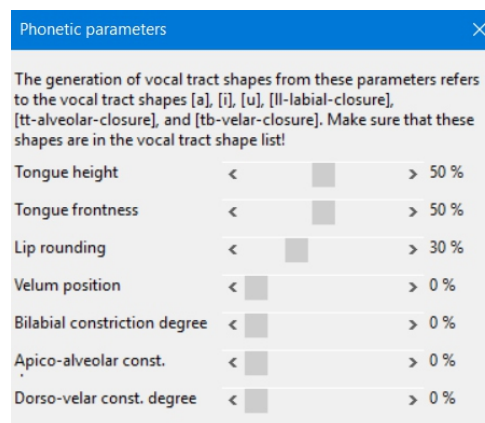 Phonetic parameters
The generation of vocal tract shapes from these parameters refers
to the vocal tract shapes [a], [i], [u], [ll-labial-closure],
[tt-alveolar-closure], and [tb-velar-closure]. Make sure that these
shapes are in the vocal tract shape list!
Tongue height 50 %
Tongue frontness 50 %
Lip rounding 30 %
Velum position 0 %
Bilabial constriction degree 0 %
Apico-alveolar const. 0 %
Dorso-velar const. degree 0 %